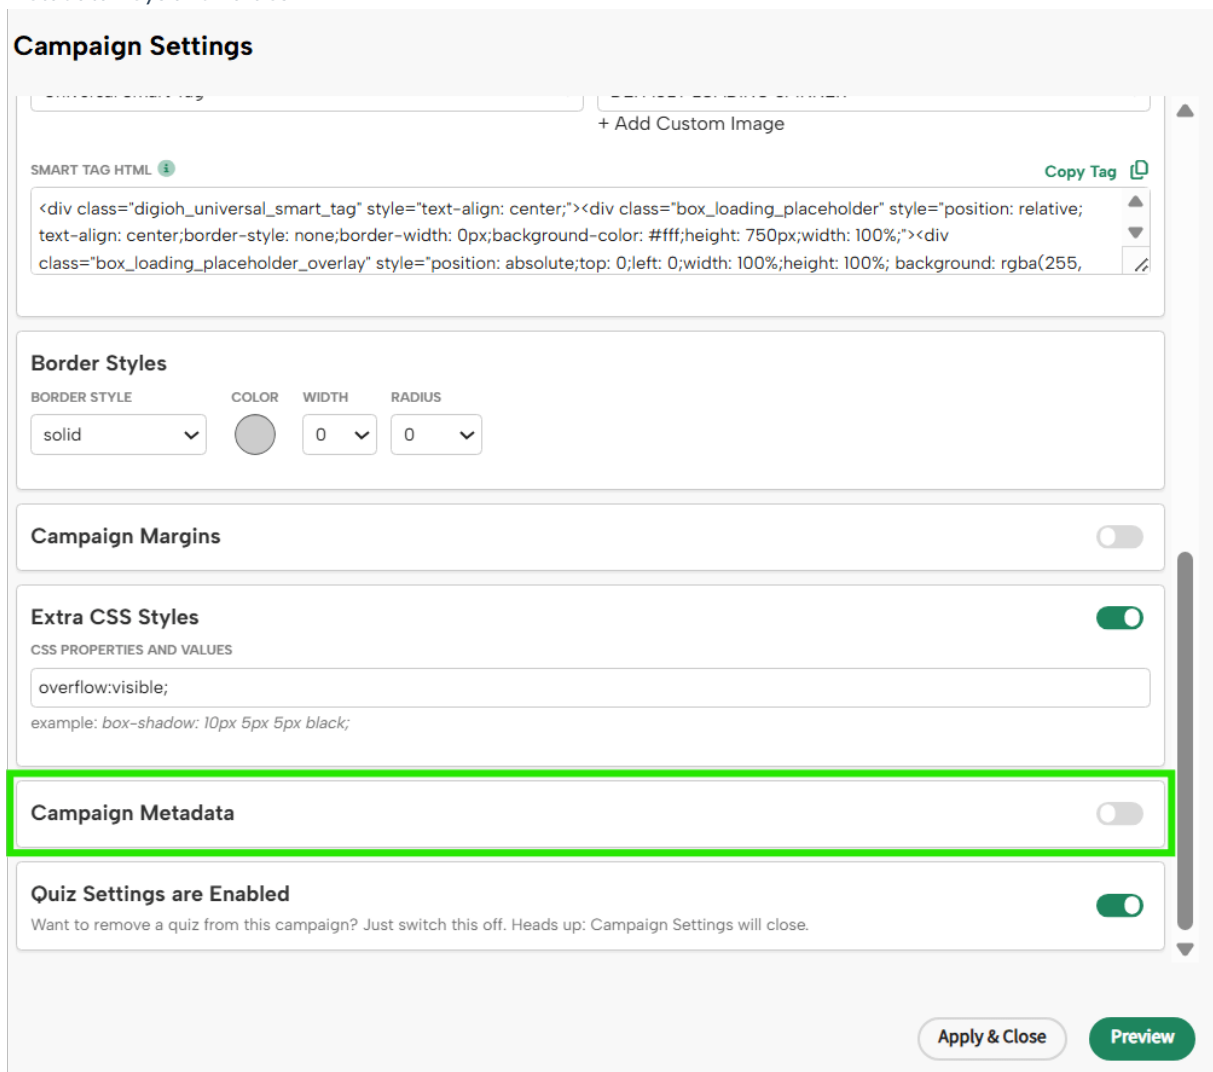 Campaign Settings
+ Add Custom Image
SMART TAG HTML
Copy Tag
<div class="digioh_universal_smart_tag" style="text-align: center;"><div class="box_loading_placeholder" style="position: relative;
text-align: center;border-style: none;border-width: 0px;background-color: #fff;height: 750px;width: 100%;"><div
class="box_loading_placeholder_overlay" style="position: absolute;top: 0;left: 0;width: 100%;height: 100%; background: rgba(255,
Border Styles
BORDER STYLE COLOR WIDTH RADIUS
solid 0 0
Campaign Margins
Extra CSS Styles
CSS PROPERTIES AND VALUES
overflow:visible;
example: box-shadow: 10px 5px 5px black;
Campaign Metadata
Quiz Settings are Enabled
Want to remove a quiz from this campaign? Just switch this off. Heads up: Campaign Settings will close.
Apply & Close Preview